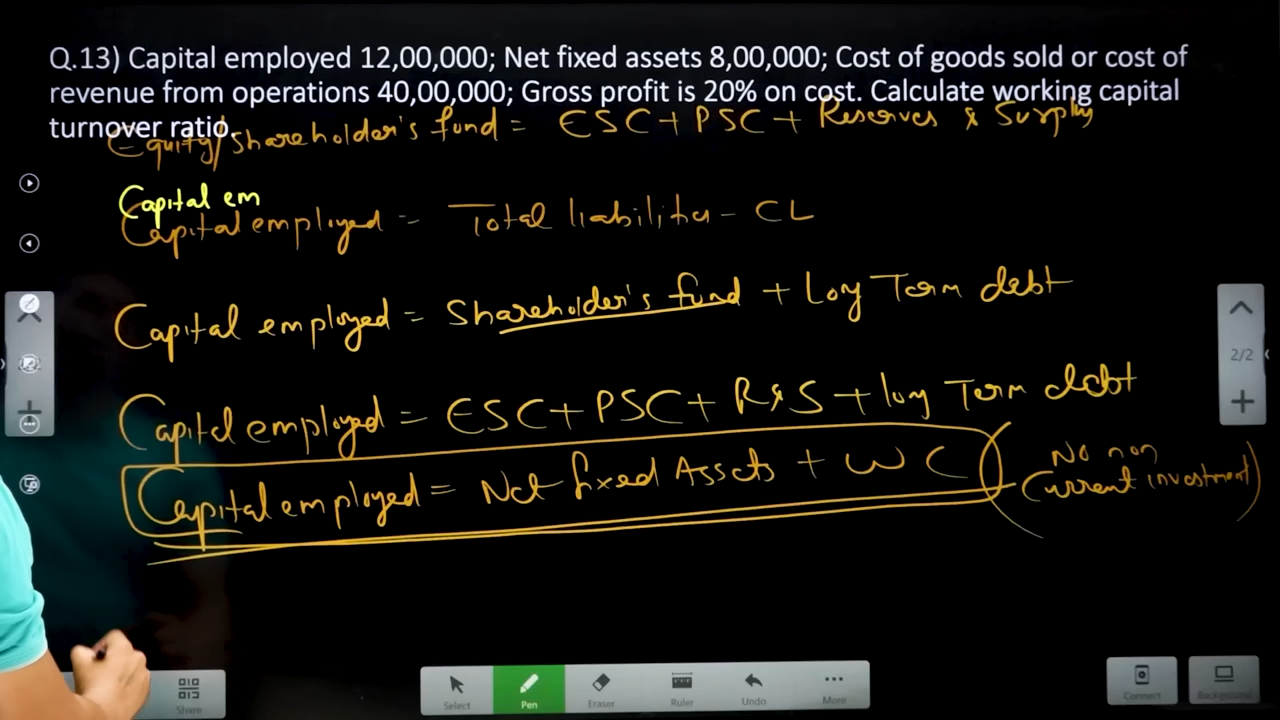 Q.13) Capital employed 12,00,000; Net fixed assets 8,00,000; Cost of goods sold or cost of
revenue from operations 40,00,000; Gross profit is 20% on cost. Calculate working capital
turnover ratio.
Equity/Shareholder's fund = ESC + PSC + Reserves & Surplus
Capital em
Capital employed = Total liabilities - CL
Capital employed = Shareholder's fund + Long Term debt
Capital employed = ESC + PSC + R&S + long Term debt
Capital employed = Net fixed Assets + WC (No non
Current investment)
2/2
Share
Select
Pen
Eraser
Ruler
Undo
More
Connect
Background